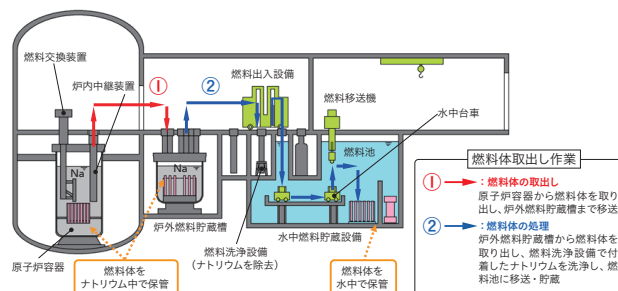 燃料交換装置
炉内中継装置
①
②
燃料出入設備
燃料移送機
水中台車
Na
Na
燃料池
炉外燃料貯蔵槽
燃料洗浄設備
(ナトリウムを除去)
水中燃料貯蔵設備
原子炉容器
燃料体を
ナトリウム中で保管
燃料体を
水中で保管
燃料体取出し作業
①：燃料体の取出し
原子炉容器から燃料体を取り
出し、炉外燃料貯蔵槽まで移送
②：燃料体の処理
炉外燃料貯蔵槽から燃料体を
取り出し、燃料洗浄設備で付
着したナトリウムを洗浄し、燃
料池に移送・貯蔵